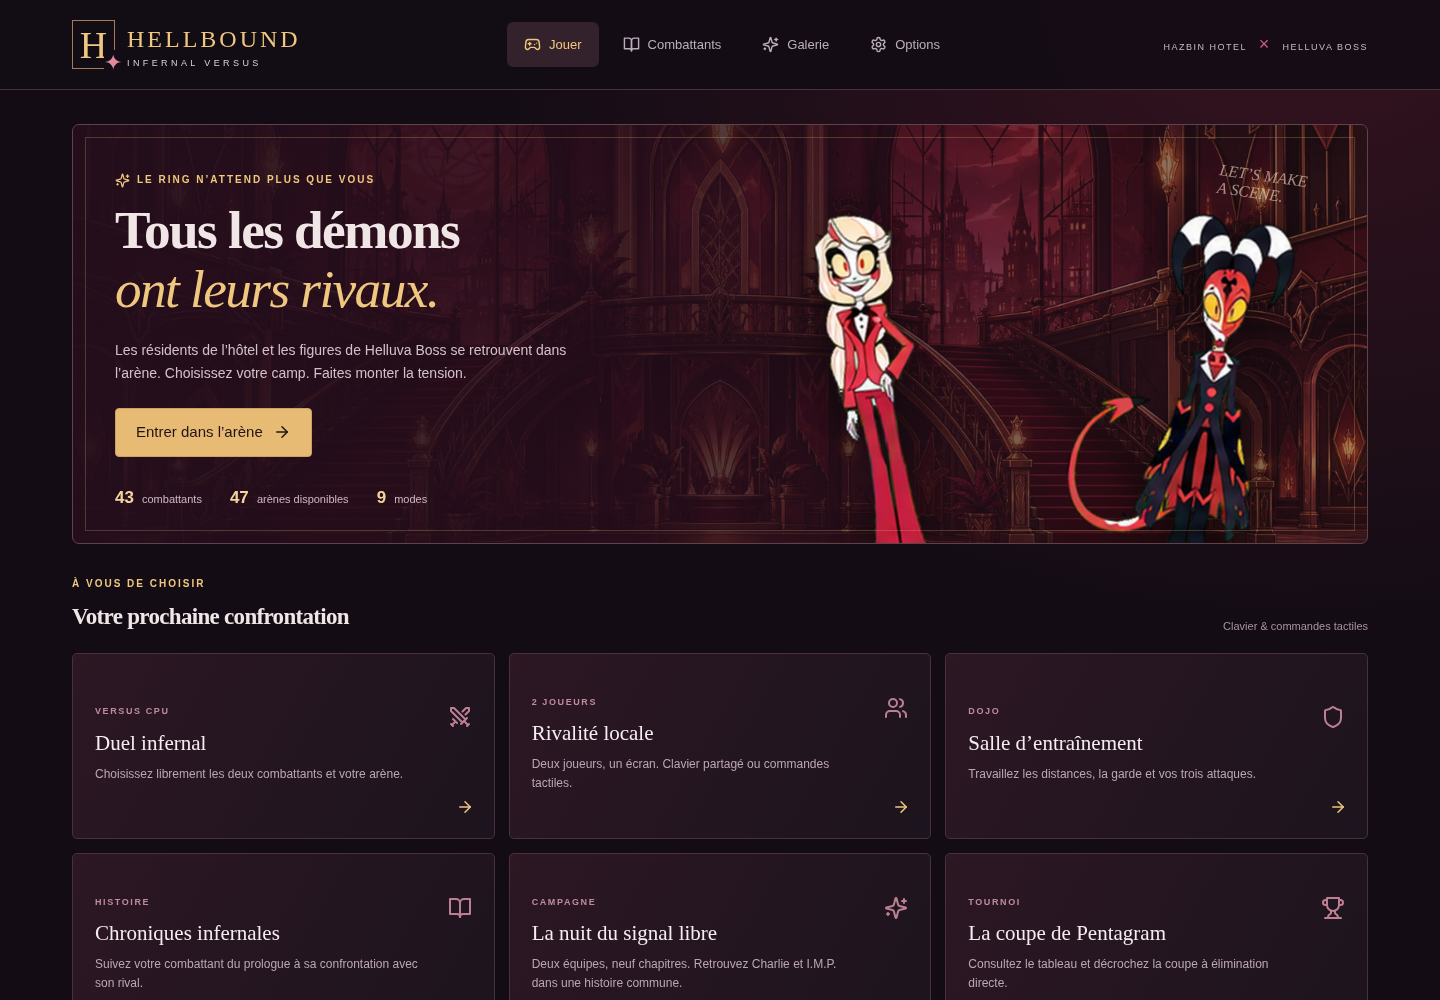 H
HELLBOUND
INFERNAL VERSUS
Jouer
Combattants
Galerie
Options
HAZBIN HOTEL × HELLUVA BOSS
LE RING N'ATTEND PLUS QUE VOUS
Tous les démons
ont leurs rivaux.
Les résidents de l’hôtel et les figures de Helluva Boss se retrouvent dans
l’arène. Choisissez votre camp. Faites monter la tension.
Entrer dans l’arène
43 combattants 47 arènes disponibles 9 modes
LET’S MAKE
A SCENE.
À VOUS DE CHOISIR
Votre prochaine confrontation
Clavier & commandes tactiles
VERSUS CPU
Duel infernal
Choisissez librement les deux combattants et votre arène.
2 JOUEURS
Rivalité locale
Deux joueurs, un écran. Clavier partagé ou commandes
tactiles.
DOJO
Salle d’entraînement
Travaillez les distances, la garde et vos trois attaques.
HISTOIRE
Chroniques infernales
Suivez votre combattant du prologue à sa confrontation avec
son rival.
CAMPAGNE
La nuit du signal libre
Deux équipes, neuf chapitres. Retrouvez Charlie et I.M.P.
dans une histoire commune.
TOURNOI
La coupe de Pentagram
Consultez le tableau et décrochez la coupe à élimination
directe.